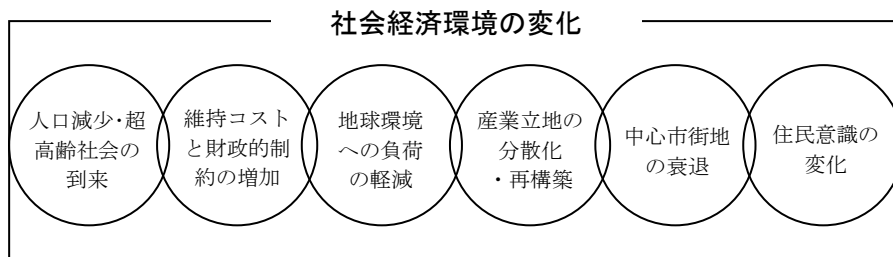 社会経済環境の変化
人口減少・超
高齢社会の
到来
維持コスト
と財政的制
約の増加
地球環境
への負荷
の軽減
産業立地の
分散化
・再構築
中心市街地
の衰退
住民意識の
変化